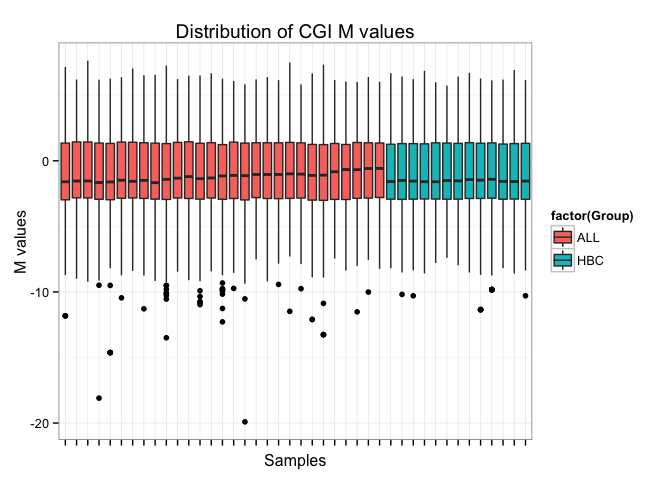 Distribution of CGI M values
M values
0
-10
-20
Samples
factor(Group)
ALL
HBC